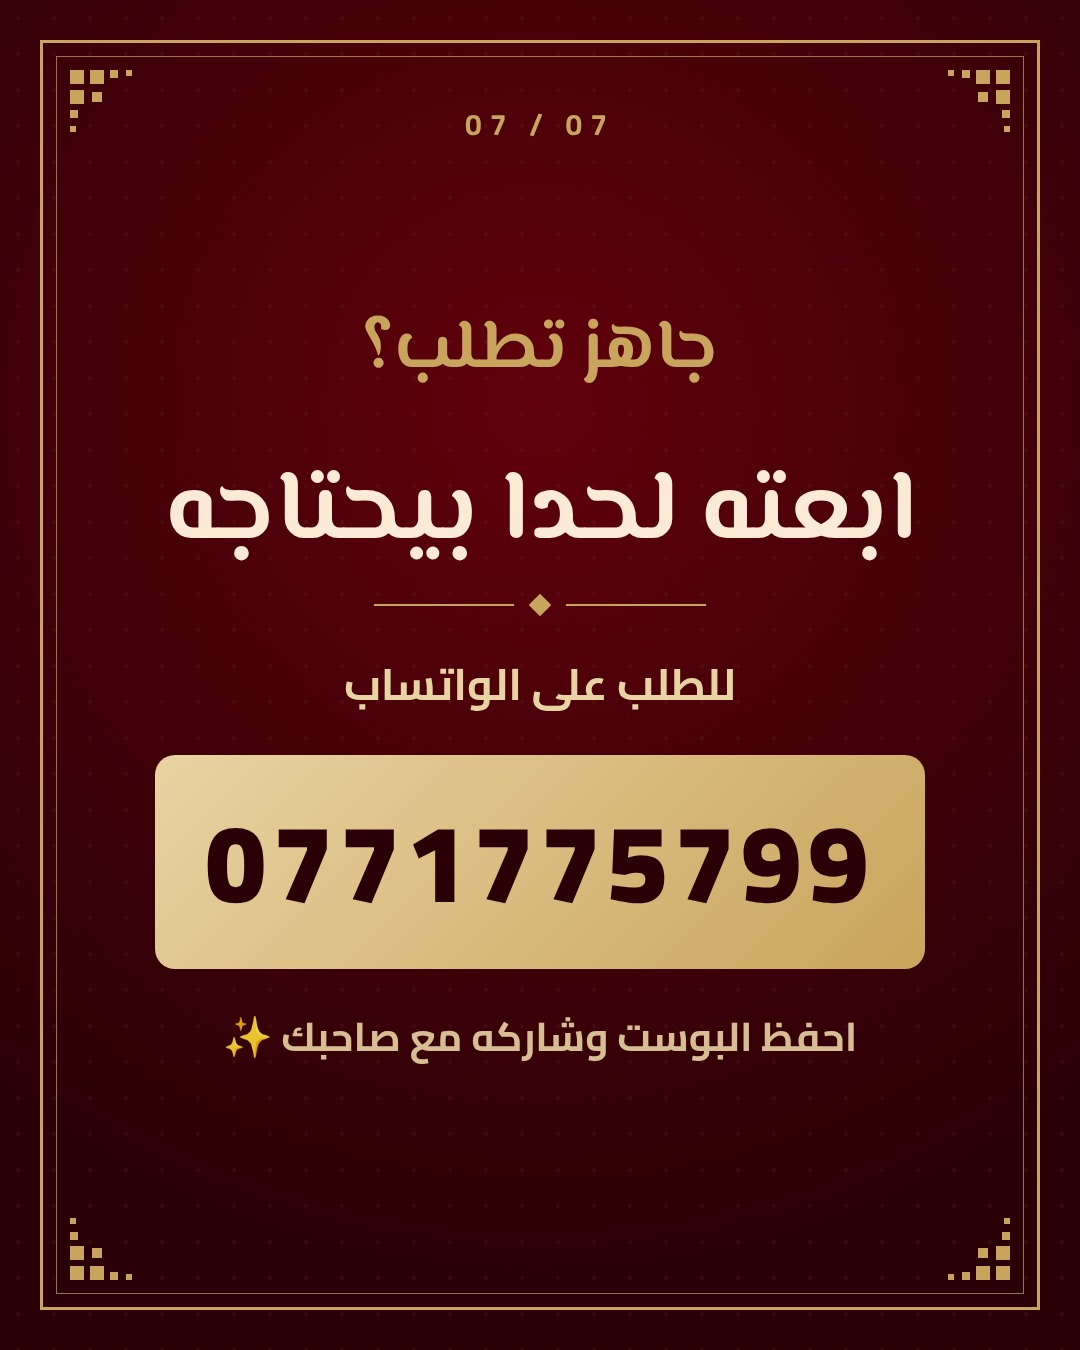 07 / 07
جاهز تطلب؟
ابعته لحدا بيحتاجه
للطلب على الواتساب
0771775799
احفظ البوست وشاركه مع صاحبك ✨